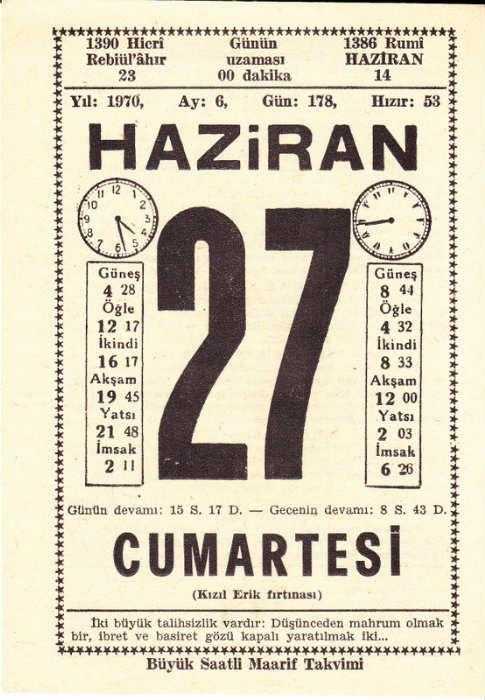 1390 Hicrî Günün 1386 Rumî
Rebiül'âhır uzaması HAZİRAN
23 00 dakika 14
Yıl: 1970, Ay: 6, Gün: 178, Hızır: 53
HAZiRAN
27
Güneş
4 28
Öğle
12 17
İkindi
16 17
Akşam
19 45
Yatsı
21 48
İmsak
2 11
Güneş
8 44
Öğle
4 32
İkindi
8 33
Akşam
12 00
Yatsı
2 03
İmsak
6 26
Günün devamı: 15 S. 17 D. — Gecenin devamı: 8 S. 43 D.
CUMARTESİ
(Kızıl Erik fırtınası)
İki büyük talihsizlik vardır: Düşünceden mahrum olmak
bir, ibret ve basiret gözü kapalı yaratılmak iki...
Büyük Saatli Maarif Takvimi